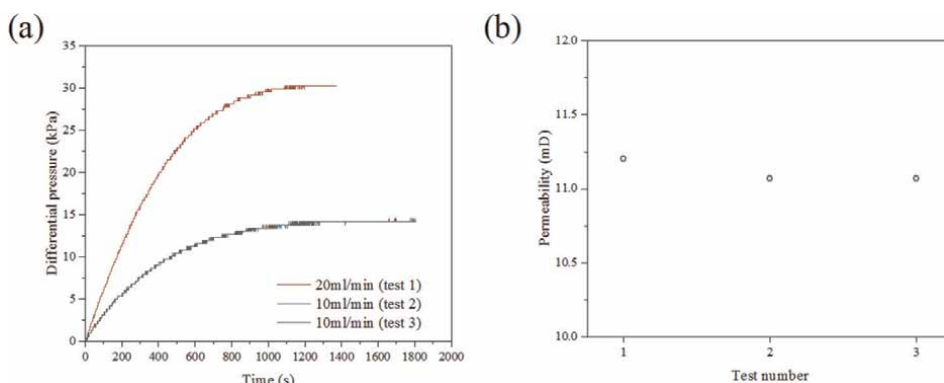 (a)
35
30
25
20
15
10
5
0
Differential pressure (kPa)
20ml/min (test 1)
10ml/min (test 2)
10ml/min (test 3)
0 200 400 600 800 1000 1200 1400 1600 1800 2000
Time (s)
(b)
12.0
11.5
11.0
10.5
10.0
Permeability (mD)
1 2 3
Test number